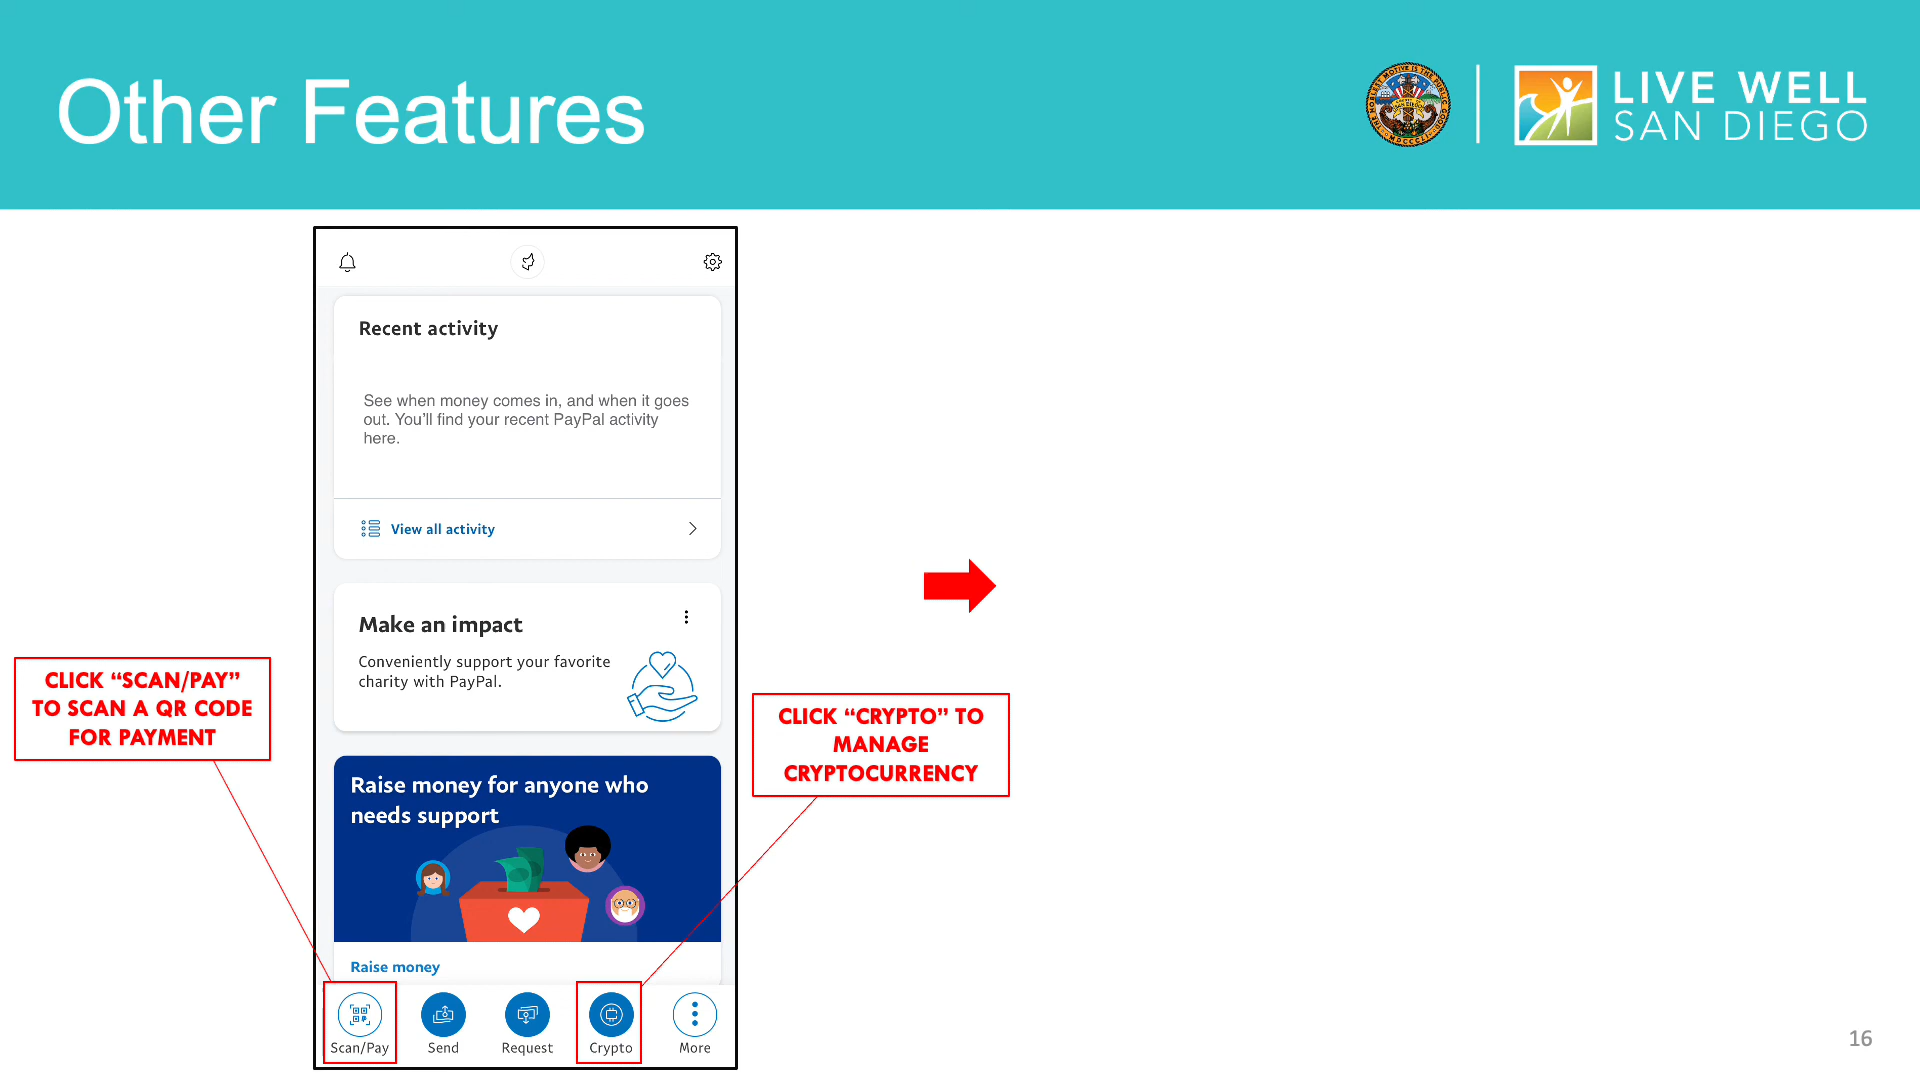 Other Features
LIVE WELL
SAN DIEGO
Recent activity
See when money comes in, and when it goes
out. You'll find your recent PayPal activity
here.
View all activity
Make an impact
Conveniently support your favorite
charity with PayPal.
CLICK “SCAN/PAY”
TO SCAN A QR CODE
FOR PAYMENT
CLICK “CRYPTO” TO
MANAGE
CRYPTOCURRENCY
Raise money for anyone who
needs support
Raise money
Scan/Pay
Send
Request
Crypto
More
16